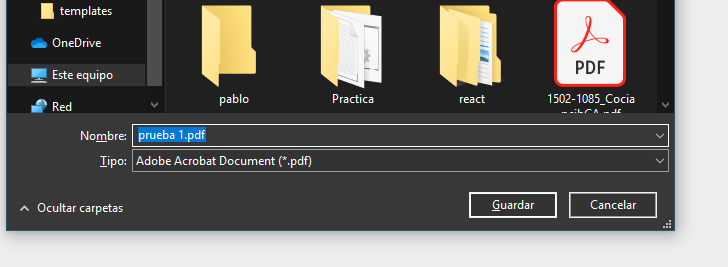 templates
OneDrive
Este equipo
Red
pablo
Practica
react
PDF
1502-1085_Cocia
Nombre: prueba 1.pdf
Tipo: Adobe Acrobat Document (*.pdf)
Ocultar carpetas
Guardar
Cancelar